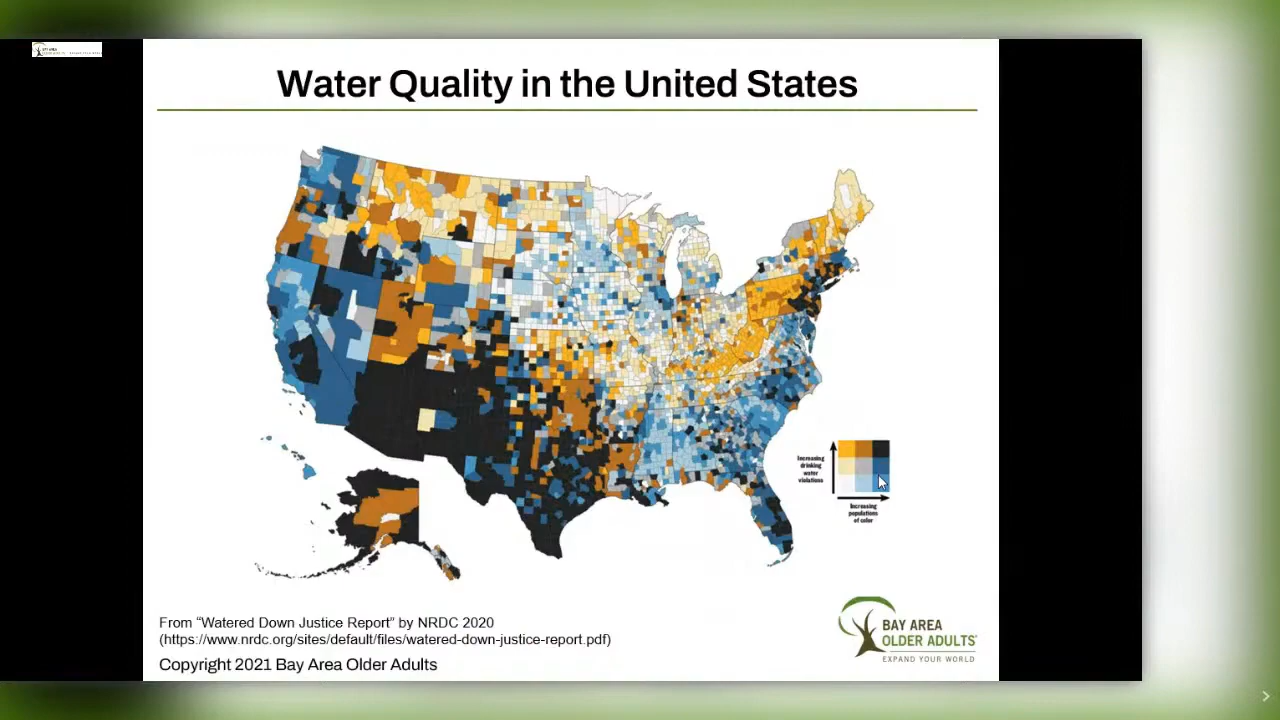 Water Quality in the United States
Increasing
drinking
water
violations
Increasing
populations
of color
From “Watered Down Justice Report” by NRDC 2020
(https://www.nrdc.org/sites/default/files/watered-down-justice-report.pdf)
Copyright 2021 Bay Area Older Adults
BAY AREA
OLDER ADULTS
EXPAND YOUR WORLD